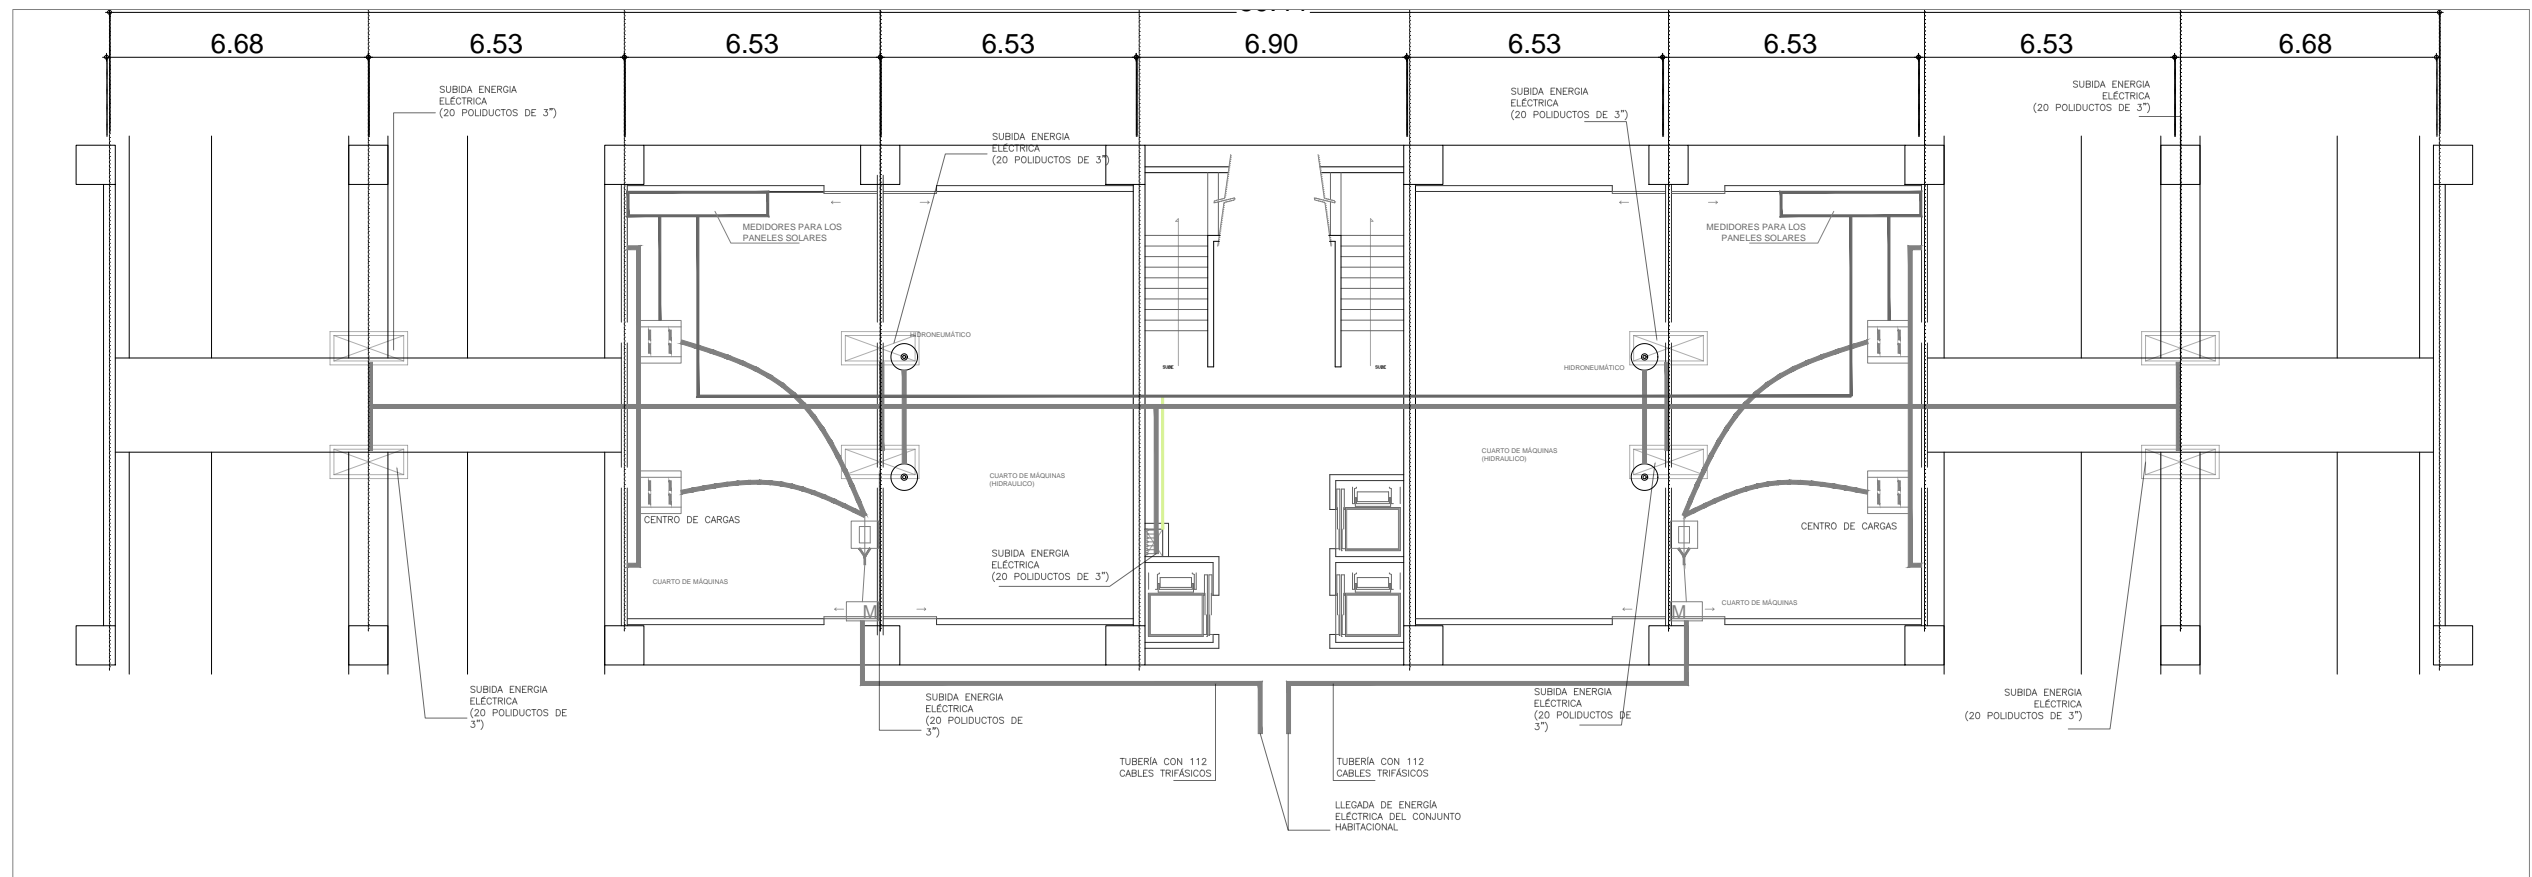 6.68
6.53
6.53
6.53
6.90
6.53
6.53
6.53
6.68
SUBIDA ENERGIA
ELÉCTRICA
(20 POLIDUCTOS DE 3")
SUBIDA ENERGIA
ELÉCTRICA
(20 POLIDUCTOS DE 3")
SUBIDA ENERGIA
ELÉCTRICA
(20 POLIDUCTOS DE 3")
SUBIDA ENERGIA
ELÉCTRICA
(20 POLIDUCTOS DE 3")
MEDIDORES PARA LOS
PANELES SOLARES
MEDIDORES PARA LOS
PANELES SOLARES
HIDRONEUMÁTICO
HIDRONEUMÁTICO
SUBE
SUBE
CUARTO DE MÁQUINAS
(HIDRAULICO)
CUARTO DE MÁQUINAS
(HIDRAULICO)
CENTRO DE CARGAS
CENTRO DE CARGAS
SUBIDA ENERGIA
ELÉCTRICA
(20 POLIDUCTOS DE 3")
CUARTO DE MÁQUINAS
CUARTO DE MÁQUINAS
M
M
SUBIDA ENERGIA
ELÉCTRICA
(20 POLIDUCTOS DE
3")
SUBIDA ENERGIA
ELÉCTRICA
(20 POLIDUCTOS DE
3")
SUBIDA ENERGIA
ELÉCTRICA
(20 POLIDUCTOS DE
3")
SUBIDA ENERGIA
ELÉCTRICA
(20 POLIDUCTOS DE 3")
TUBERÍA CON 112
CABLES TRIFÁSICOS
TUBERÍA CON 112
CABLES TRIFÁSICOS
LLEGADA DE ENERGÍA
ELÉCTRICA DEL CONJUNTO
HABITACIONAL